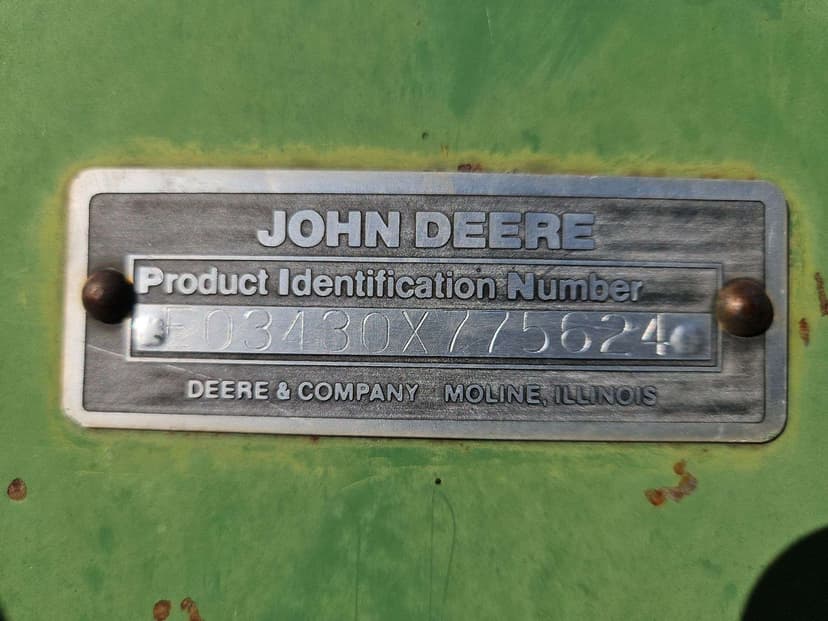 JOHN DEERE
Product Identification Number
E03430X775624
DEERE & COMPANY MOLINE, ILLINOIS